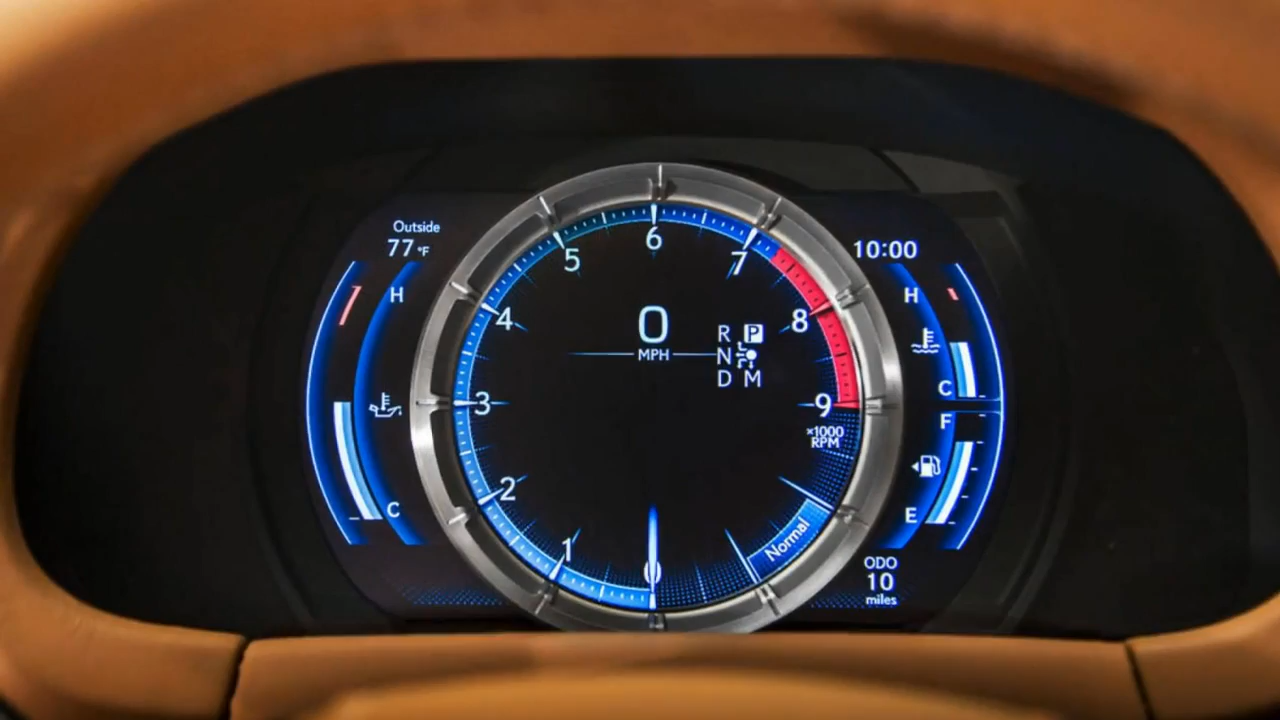 Outside
77 °F
H
C
6
5
7
4
8
3
9
×1000
RPM
2
1
0
0
MPH
R P
N
D M
Normal
10:00
H
C
F
E
ODO
10
miles